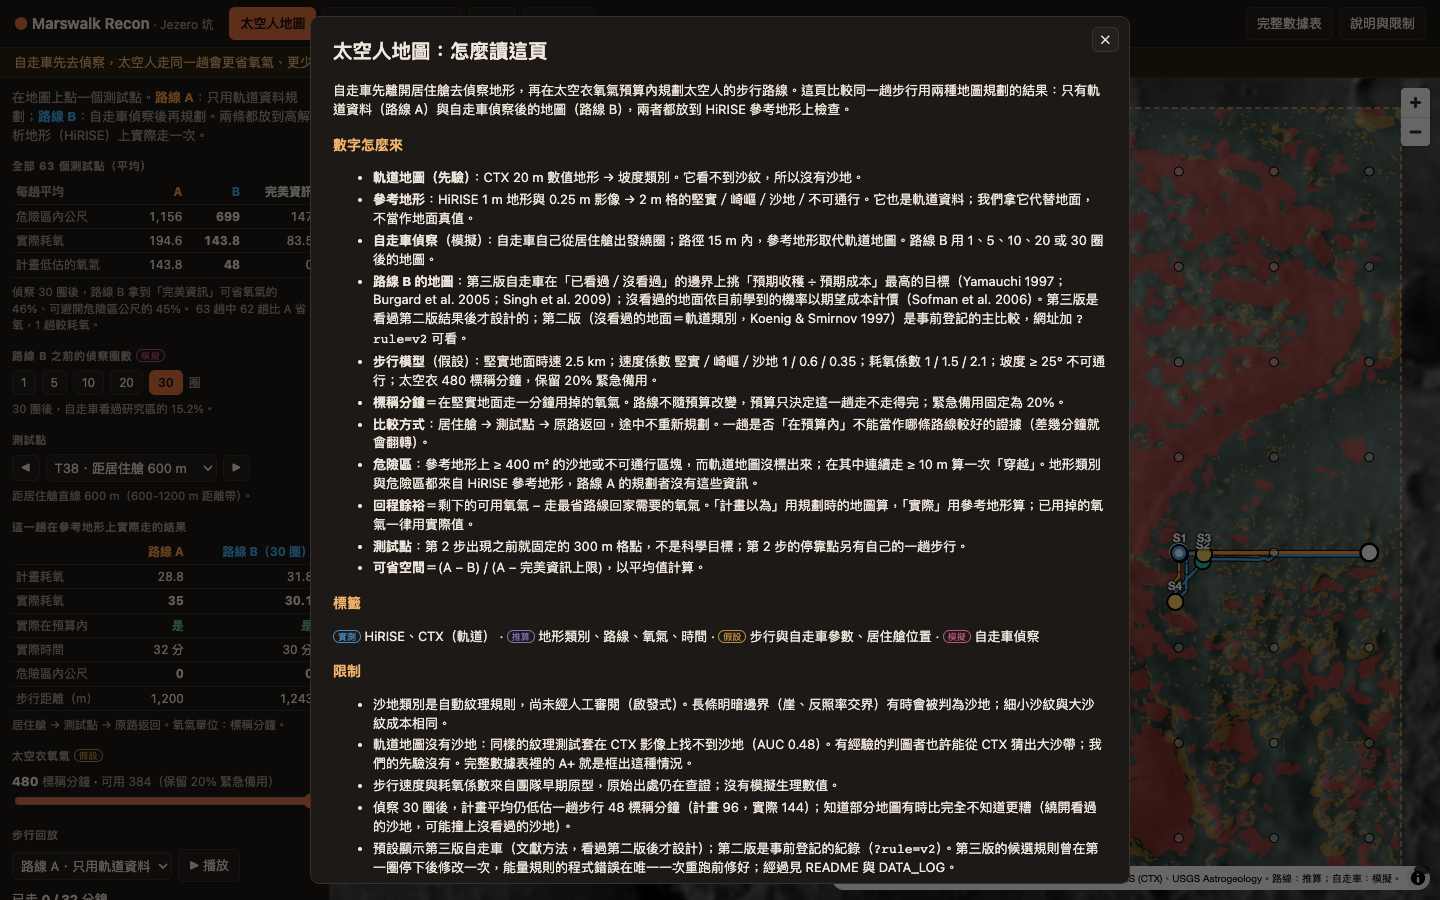 Marswalk Recon · Jezero 坑
太空人地圖
完整數據表
說明與限制
自走車先去偵察，太空人走同一趟會更省氧氣、更少
在地圖上點一個測試點。路線 A：只用軌道資料規
劃；路線 B：自走車偵察後再規劃。兩條都放到高解
析地形（HiRISE）上實際走一次。
全部 63 個測試點（平均）
每趟平均 A B 完美資訊
危險區內公尺 1,156 699 147
實際耗氧 194.6 143.8 83.5
計畫低估的氧氣 143.8 48 0
偵察 30 圈後，路線 B 拿到「完美資訊」可省氧氣的
46%、可避開危險區公尺的 45%。 63 趟中 62 趟比 A 省
氧，1 趟較耗氧。
路線 B 之前的偵察圈數 模擬
1 5 10 20 30 圈
30 圈後，自走車看過研究區的 15.2%。
測試點
◀ T38 · 距居住艙 600 m ▶
距居住艙直線 600 m（600-1200 m 距離帶）。
這一趟在參考地形上實際走的結果
路線 A 路線 B（30 圈）
計畫耗氧 28.8 31.8
實際耗氧 35 30.1
實際在預算內 是 是
實際時間 32 分 30 分
危險區內公尺 0 0
步行距離（m） 1,200 1,243
居住艙 → 測試點 → 原路返回。氧氣單位：標稱分鐘。
太空衣氧氣 假設
480 標稱分鐘 · 可用 384（保留 20% 緊急備用）
步行回放
路線 A · 只用軌道資料 ▶ 播放
已走 0 / 32 分鐘
太空人地圖：怎麼讀這頁
×
自走車先離開居住艙去偵察地形，再在太空衣氧氣預算內規劃太空人的步行路線。這頁比較同一趟步行用兩種地圖規劃的結果：只有軌
道資料（路線 A）與自走車偵察後的地圖（路線 B），兩者都放到 HiRISE 參考地形上檢查。
數字怎麼來
• 軌道地圖（先驗）：CTX 20 m 數值地形 → 坡度類別。它看不到沙紋，所以沒有沙地。
• 參考地形：HiRISE 1 m 地形與 0.25 m 影像 → 2 m 格的堅實 / 崎嶇 / 沙地 / 不可通行。它也是軌道資料；我們拿它代替地面，
不當作地面真值。
• 自走車偵察（模擬）：自走車自己從居住艙出發繞圈；路徑 15 m 內，參考地形取代軌道地圖。路線 B 用 1、5、10、20 或 30 圈
後的地圖。
• 路線 B 的地圖：第三版自走車在「已看過 / 沒看過」的邊界上挑「預期收穫 ÷ 預期成本」最高的目標（Yamauchi 1997；
Burgard et al. 2005；Singh et al. 2009）；沒看過的地面依目前學到的機率以期望成本計價（Sofman et al. 2006）。第三版是
看過第二版結果後才設計的；第二版（沒看過的地面＝軌道類別，Koenig & Smirnov 1997）是事前登記的主比較，網址加 ?
rule=v2 可看。
• 步行模型（假設）：堅實地面時速 2.5 km；速度係數 堅實 / 崎嶇 / 沙地 1 / 0.6 / 0.35；耗氧係數 1 / 1.5 / 2.1；坡度 ≥ 25° 不可通
行；太空衣 480 標稱分鐘，保留 20% 緊急備用。
• 標稱分鐘＝在堅實地面走一分鐘用掉的氧氣。路線不隨預算改變，預算只決定這一趟走不走得完；緊急備用固定為 20%。
• 比較方式：居住艙 → 測試點 → 原路返回，途中不重新規劃。一趟是否「在預算內」不能當作哪條路線較好的證據（差幾分鐘就
會翻轉）。
• 危險區：參考地形上 ≥ 400 m² 的沙地或不可通行區塊，而軌道地圖沒標出來；在其中連續走 ≥ 10 m 算一次「穿越」。地形類別
與危險區都來自 HiRISE 參考地形，路線 A 的規劃者沒有這些資訊。
• 回程餘裕＝剩下的可用氧氣 − 走最省路線回家需要的氧氣。「計畫以為」用規劃時的地圖算，「實際」用參考地形算；已用掉的氧
氣一律用實際值。
• 測試點：第 2 步出現之前就固定的 300 m 格點，不是科學目標；第 2 步的停靠點另有自己的一趟步行。
• 可省空間＝(A − B) / (A − 完美資訊上限)，以平均值計算。
標籤
實測 HiRISE、CTX（軌道） · 推算 地形類別、路線、氧氣、時間 · 假設 步行與自走車參數、居住艙位置 · 模擬 自走車偵察
限制
• 沙地類別是自動紋理規則，尚未經人工審閱（啟發式）。長條明暗邊界（崖、反照率交界）有時會被判為沙地；細小沙紋與大沙
紋成本相同。
• 軌道地圖沒有沙地：同樣的紋理測試套在 CTX 影像上找不到沙地（AUC 0.48）。有經驗的判圖者也許能從 CTX 猜出大沙帶；我
們的先驗沒有。完整數據表裡的 A+ 就是框出這種情況。
• 步行速度與耗氧係數來自團隊早期原型，原始出處仍在查證；沒有模擬生理數值。
• 偵察 30 圈後，計畫平均仍低估一趟步行 48 標稱分鐘（計畫 96，實際 144）；知道部分地圖有時比完全不知道更糟（繞開看過
的沙地，可能撞上沒看過的沙地）。
• 預設顯示第三版自走車（文獻方法，看過第二版後才設計）；第二版是事前登記的紀錄（?rule=v2）。第三版的候選規則曾在第
一圈停下後修改一次，能量規則的程式錯誤在唯一一次重跑前修好；經過見 README 與 DATA_LOG。
+
−
S1
S3
S2
S4
S (CTX)、USGS Astrogeology。路線：推算；自走車：模擬。